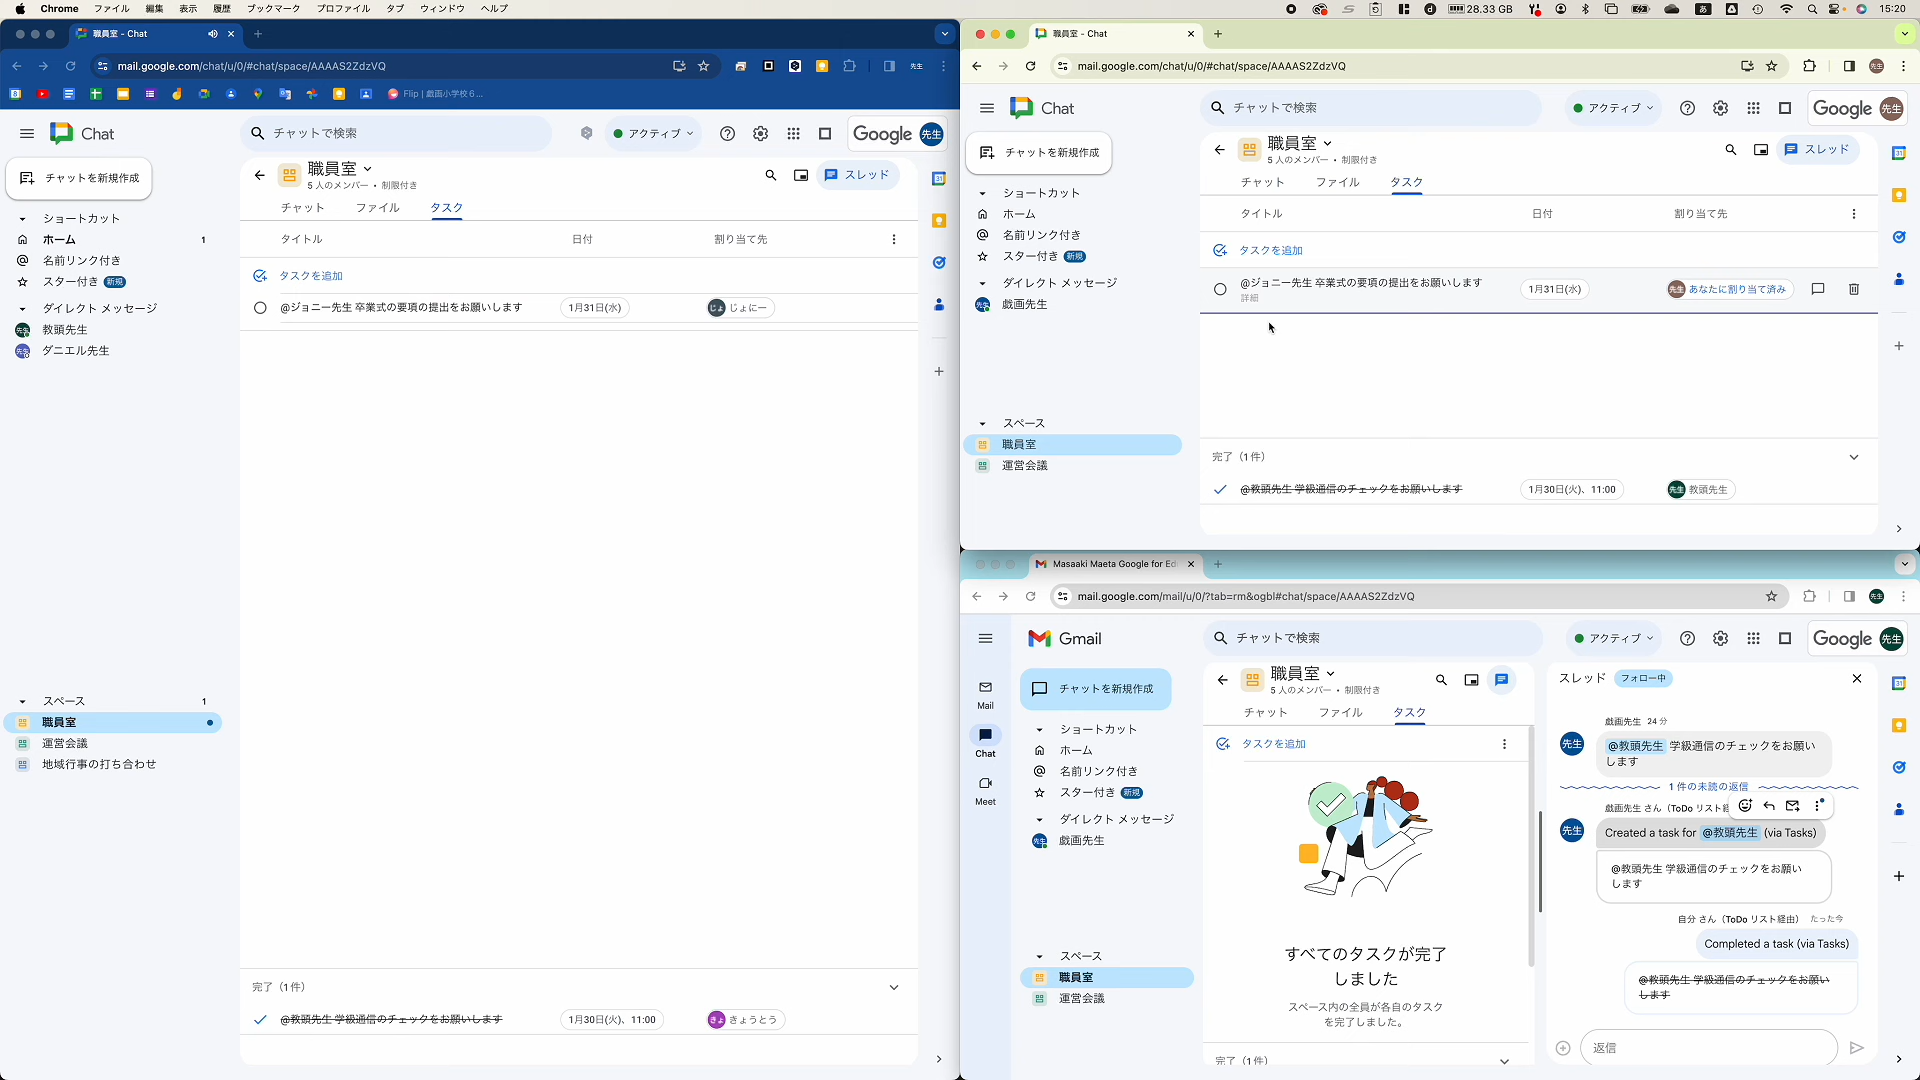 Chrome ファイル 編集 表示 履歴 ブックマーク プロファイル タブ ウィンドウ ヘルプ
28.33 GB
15:20
職員室 - Chat
mail.google.com/chat/u/0/#chat/space/AAAAS2ZdzVQ
先生
Flip | 戯画小学校６...
Chat
チャットで検索
アクティブ
Google 先生
チャットを新規作成
ショートカット
ホーム 1
名前リンク付き
スター付き 新規
ダイレクト メッセージ
教頭先生
ダニエル先生
スペース 1
職員室
運営会議
地域行事の打ち合わせ
職員室
5 人のメンバー • 制限付き
スレッド
チャット ファイル タスク
タイトル 日付 割り当て先
タスクを追加
@ジョニー先生 卒業式の要項の提出をお願いします 1月31日(水) じょ じょにー
完了（1 件）
@教頭先生 学級通信のチェックをお願いします 1月30日(火)、11:00 きょ きょうとう
職員室 - Chat
mail.google.com/chat/u/0/#chat/space/AAAAS2ZdzVQ
先生
Chat
チャットで検索
アクティブ
Google 先生
チャットを新規作成
ショートカット
ホーム
名前リンク付き
スター付き 新規
ダイレクト メッセージ
戯画先生
スペース
職員室
運営会議
職員室
5 人のメンバー • 制限付き
スレッド
チャット ファイル タスク
タイトル 日付 割り当て先
タスクを追加
@ジョニー先生 卒業式の要項の提出をお願いします 1月31日(水) 先生 あなたに割り当て済み
詳細
完了（1 件）
@教頭先生 学級通信のチェックをお願いします 1月30日(火)、11:00 先生 教頭先生
Masaaki Maeta Google for Ed
mail.google.com/mail/u/0/?tab=rm&ogbl#chat/space/AAAAS2ZdzVQ
先生
Gmail
チャットで検索
アクティブ
Google 先生
Mail
Chat
Meet
チャットを新規作成
ショートカット
ホーム
名前リンク付き
スター付き 新規
ダイレクト メッセージ
戯画先生
スペース
職員室
運営会議
職員室
5 人のメンバー • 制限付き
チャット ファイル タスク
タスクを追加
すべてのタスクが完了
しました
スペース内の全員が各自のタスク
を完了しました。
完了（1 件）
スレッド フォロー中
戯画先生 24 分
先生
@教頭先生 学級通信のチェックをお願い
します
1 件の未読の返信
戯画先生 さん（ToDo リスト
先生
Created a task for @教頭先生 (via Tasks)
@教頭先生 学級通信のチェックをお願い
します
自分 さん（ToDo リスト経由） たった今
Completed a task (via Tasks)
@教頭先生 学級通信のチェックをお願い
します
返信